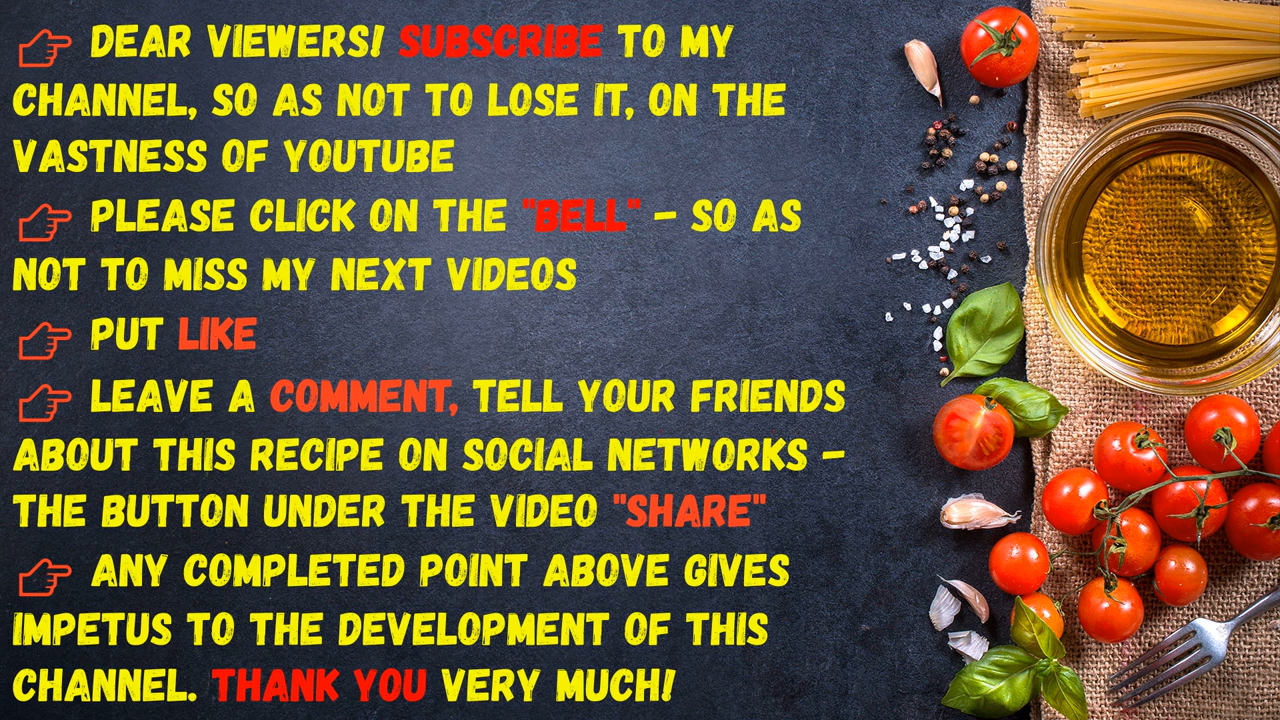 DEAR VIEWERS! SUBSCRIBE TO MY
CHANNEL, SO AS NOT TO LOSE IT, ON THE
VASTNESS OF YOUTUBE
PLEASE CLICK ON THE "BELL" - SO AS
NOT TO MISS MY NEXT VIDEOS
PUT LIKE
LEAVE A COMMENT, TELL YOUR FRIENDS
ABOUT THIS RECIPE ON SOCIAL NETWORKS -
THE BUTTON UNDER THE VIDEO "SHARE"
ANY COMPLETED POINT ABOVE GIVES
IMPETUS TO THE DEVELOPMENT OF THIS
CHANNEL. THANK YOU VERY MUCH!